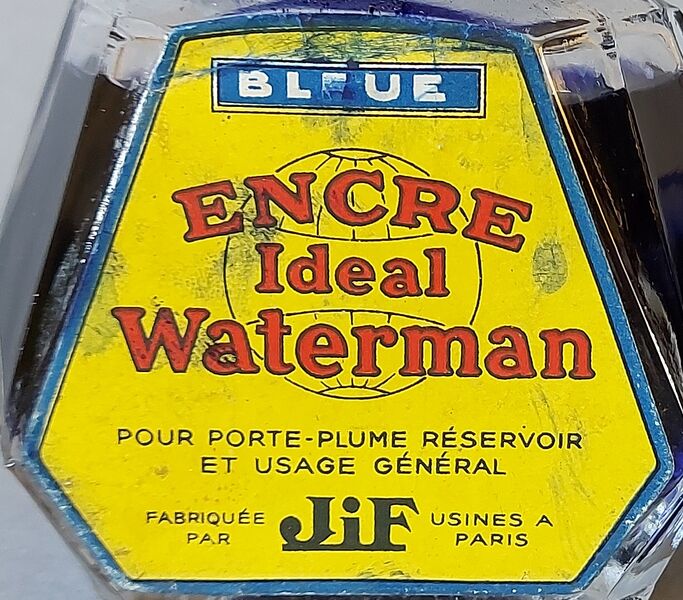 BLEUE
ENCRE
Ideal
Waterman
POUR PORTE-PLUME RÉSERVOIR
ET USAGE GÉNÉRAL
FABRIQUÉE PAR JiF USINES A PARIS